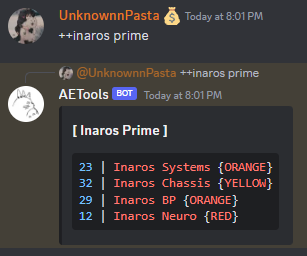 UnknownnPasta Today at 8:01 PM
++inaros prime
@UnknownnPasta ++inaros prime
AETools BOT Today at 8:01 PM
[ Inaros Prime ]
23 | Inaros Systems {ORANGE}
32 | Inaros Chassis {YELLOW}
29 | Inaros BP {ORANGE}
12 | Inaros Neuro {RED}